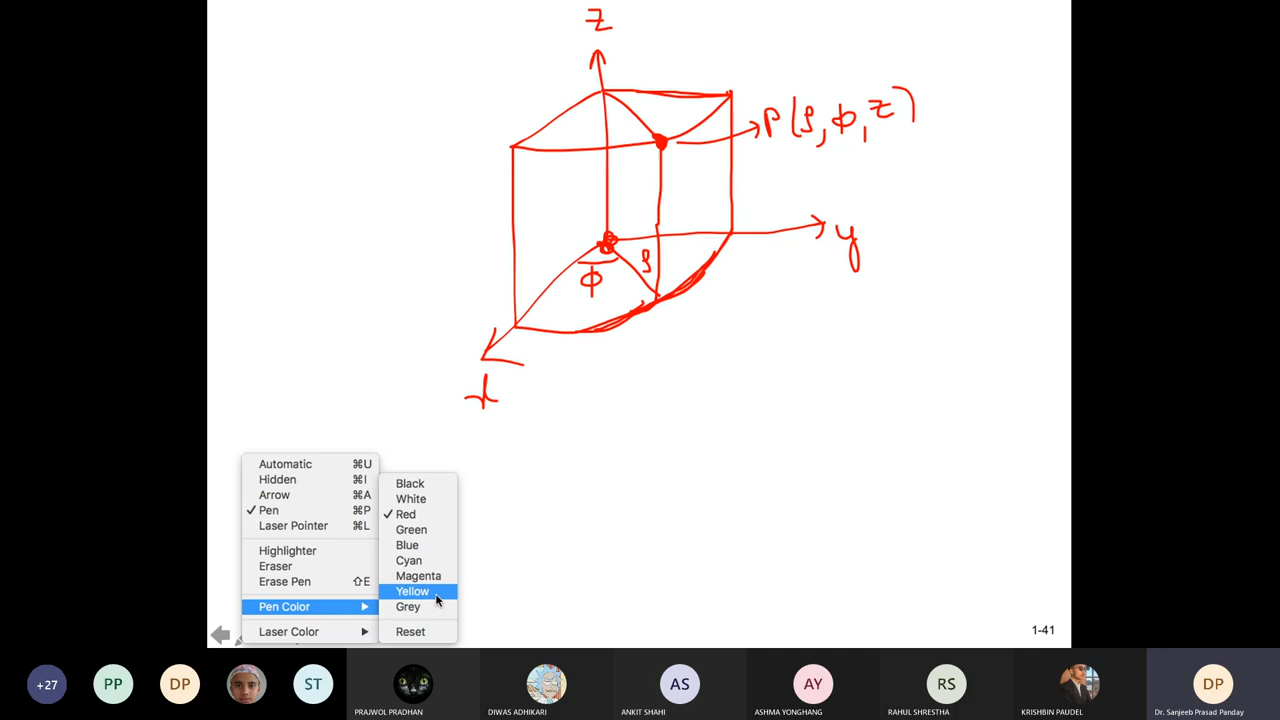 z
P(ρ, ϕ, z)
y
ρ
ϕ
x
Automatic ⌘U
Hidden ⌘I
Arrow ⌘A
✓ Pen ⌘P
Laser Pointer ⌘L
Highlighter
Eraser
Erase Pen ⇧E
Pen Color ▶
Laser Color ▶
Black
White
✓ Red
Green
Blue
Cyan
Magenta
Yellow
Grey
Reset
1-41
+27
PP
DP
ST
PRAJWOL PRADHAN
DIWAS ADHIKARI
AS
ANKIT SHAHI
AY
ASHMA YONGHANG
RS
RAHUL SHRESTHA
KRISHBIN PAUDEL
DP
Dr. Sanjeeb Prasad Panday